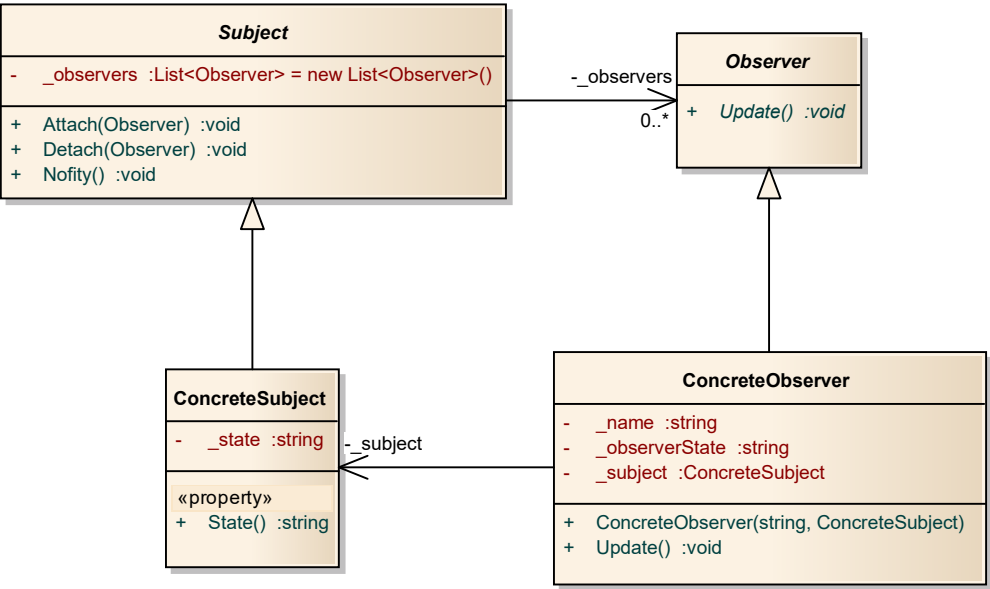 Subject
- _observers :List<Observer> = new List<Observer>()
+ Attach(Observer) :void
+ Detach(Observer) :void
+ Nofity() :void
-_observers
0..*
Observer
+ Update() :void
ConcreteSubject
- _state :string
«property»
+ State() :string
-_subject
ConcreteObserver
- _name :string
- _observerState :string
- _subject :ConcreteSubject
+ ConcreteObserver(string, ConcreteSubject)
+ Update() :void